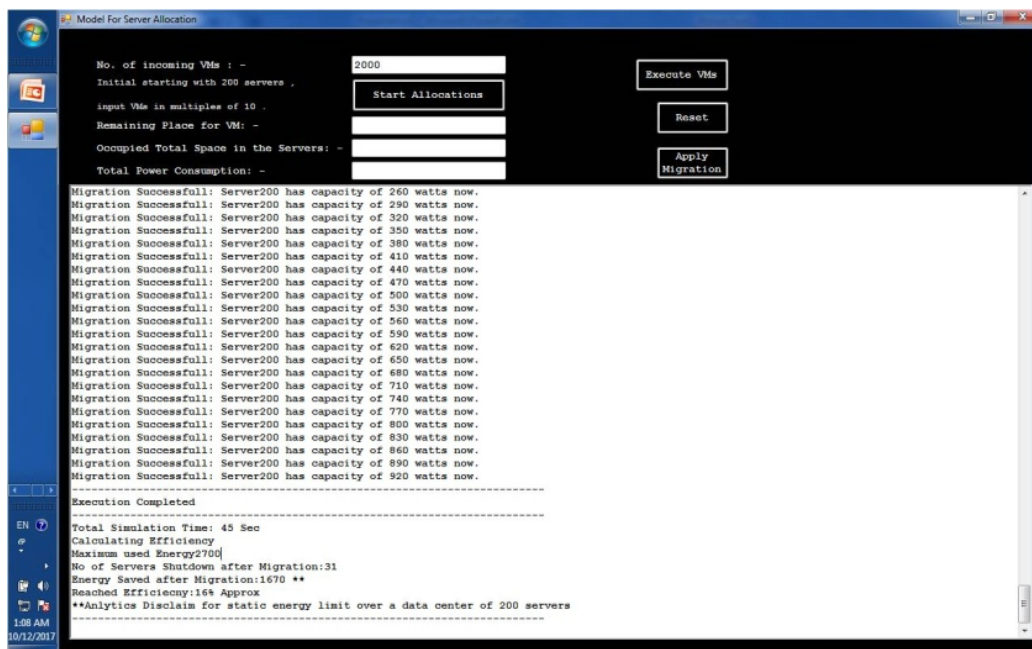 Model For Server Allocation
No. of incoming VMs : -
2000
Execute VMs
Initial starting with 200 servers ,
Start Allocations
input VMs in multiples of 10 .
Reset
Remaining Place for VM: -
Occupied Total Space in the Servers: -
Apply
Migration
Total Power Consumption: -
Migration Successfull: Server200 has capacity of 260 watts now.
Migration Successfull: Server200 has capacity of 290 watts now.
Migration Successfull: Server200 has capacity of 320 watts now.
Migration Successfull: Server200 has capacity of 350 watts now.
Migration Successfull: Server200 has capacity of 380 watts now.
Migration Successfull: Server200 has capacity of 410 watts now.
Migration Successfull: Server200 has capacity of 440 watts now.
Migration Successfull: Server200 has capacity of 470 watts now.
Migration Successfull: Server200 has capacity of 500 watts now.
Migration Successfull: Server200 has capacity of 530 watts now.
Migration Successfull: Server200 has capacity of 560 watts now.
Migration Successfull: Server200 has capacity of 590 watts now.
Migration Successfull: Server200 has capacity of 620 watts now.
Migration Successfull: Server200 has capacity of 650 watts now.
Migration Successfull: Server200 has capacity of 680 watts now.
Migration Successfull: Server200 has capacity of 710 watts now.
Migration Successfull: Server200 has capacity of 740 watts now.
Migration Successfull: Server200 has capacity of 770 watts now.
Migration Successfull: Server200 has capacity of 800 watts now.
Migration Successfull: Server200 has capacity of 830 watts now.
Migration Successfull: Server200 has capacity of 860 watts now.
Migration Successfull: Server200 has capacity of 890 watts now.
Migration Successfull: Server200 has capacity of 920 watts now.
Execution Completed
Total Simulation Time: 45 Sec
Calculating Efficiency
Maximum used Energy2700
No of Servers Shutdown after Migration:31
Energy Saved after Migration:1670 **
Reached Efficiecny:16% Approx
**Anlytics Disclaim for static energy limit over a data center of 200 servers
EN
1:08 AM
10/12/2017